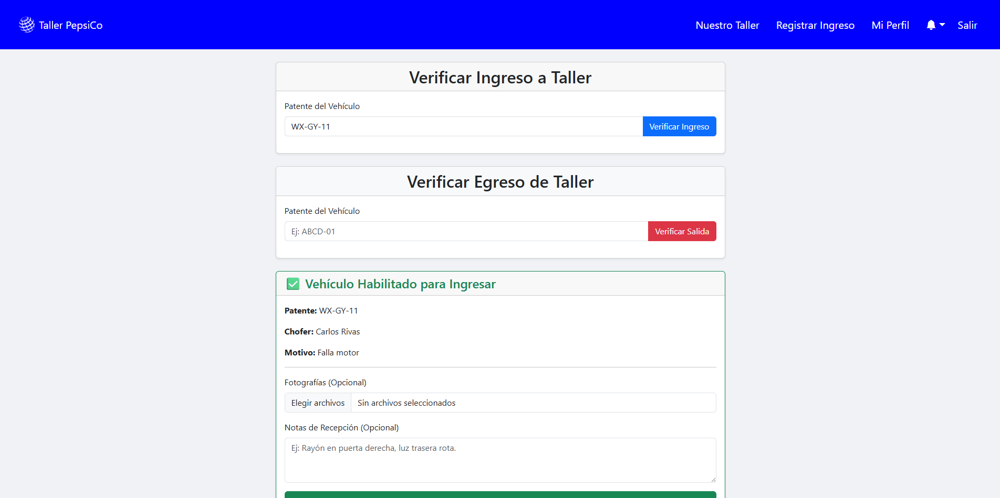 Taller PepsiCo
Nuestro Taller
Registrar Ingreso
Mi Perfil
Salir
Verificar Ingreso a Taller
Patente del Vehículo
WX-GY-11
Verificar Ingreso
Verificar Egreso de Taller
Patente del Vehículo
Ej: ABCD-01
Verificar Salida
Vehículo Habilitado para Ingresar
Patente: WX-GY-11
Chofer: Carlos Rivas
Motivo: Falla motor
Fotografías (Opcional)
Elegir archivos
Sin archivos seleccionados
Notas de Recepción (Opcional)
Ej: Rayón en puerta derecha, luz trasera rota.